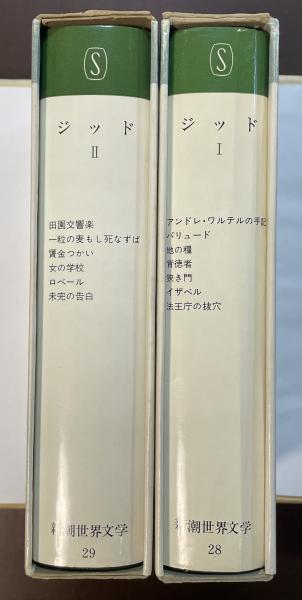 S
ジッド
II
田園交響楽
一粒の麦もし死なずば
贋金つかい
女の学校
ロベール
未完の告白
新潮世界文学
29
S
ジッド
I
アンドレ・ワルテルの手記
パリュード
地の糧
背徳者
狭き門
イザベル
法王庁の抜穴
新潮世界文学
28